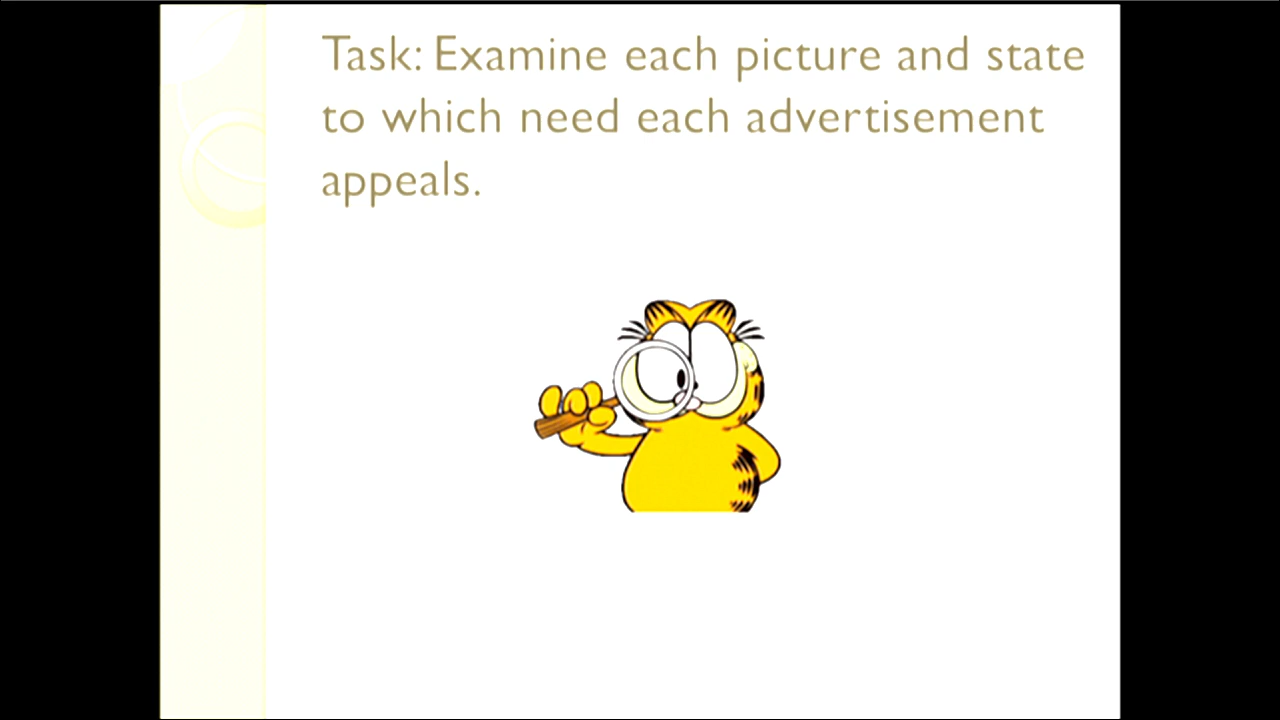 Task: Examine each picture and state
to which need each advertisement
appeals.